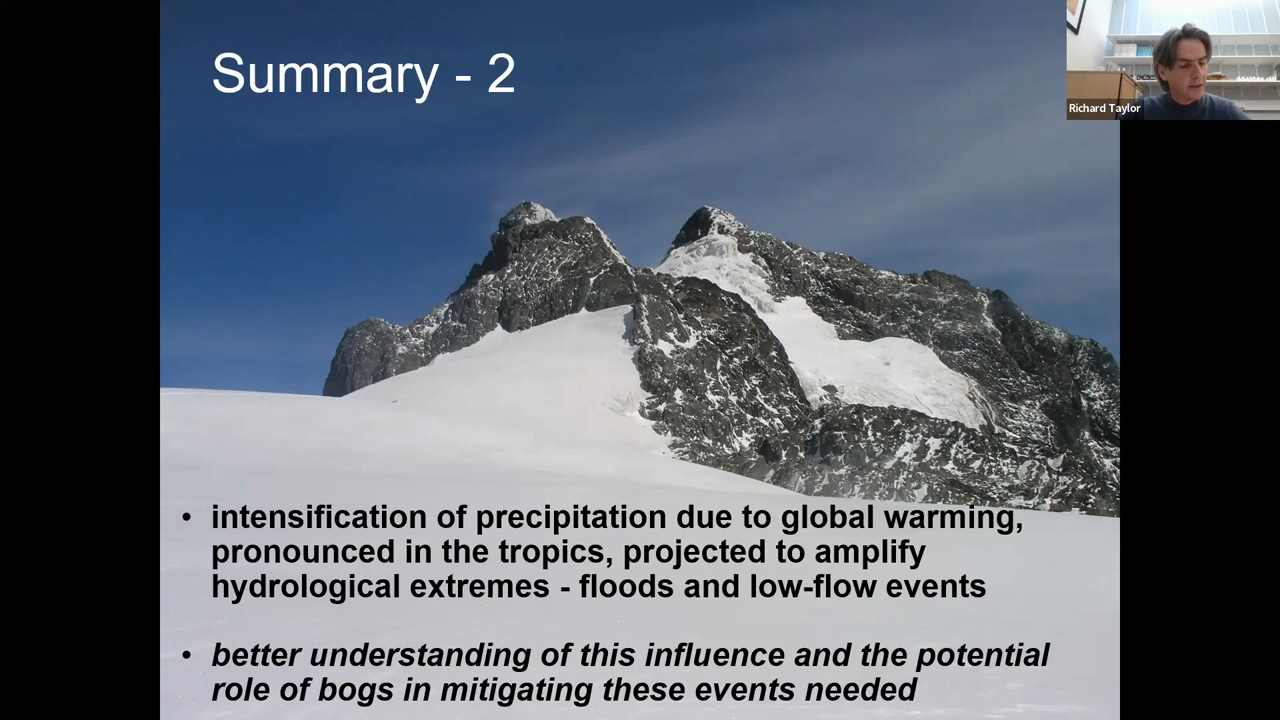 Summary - 2
Richard Taylor
• intensification of precipitation due to global warming,
pronounced in the tropics, projected to amplify
hydrological extremes - floods and low-flow events
• better understanding of this influence and the potential
role of bogs in mitigating these events needed